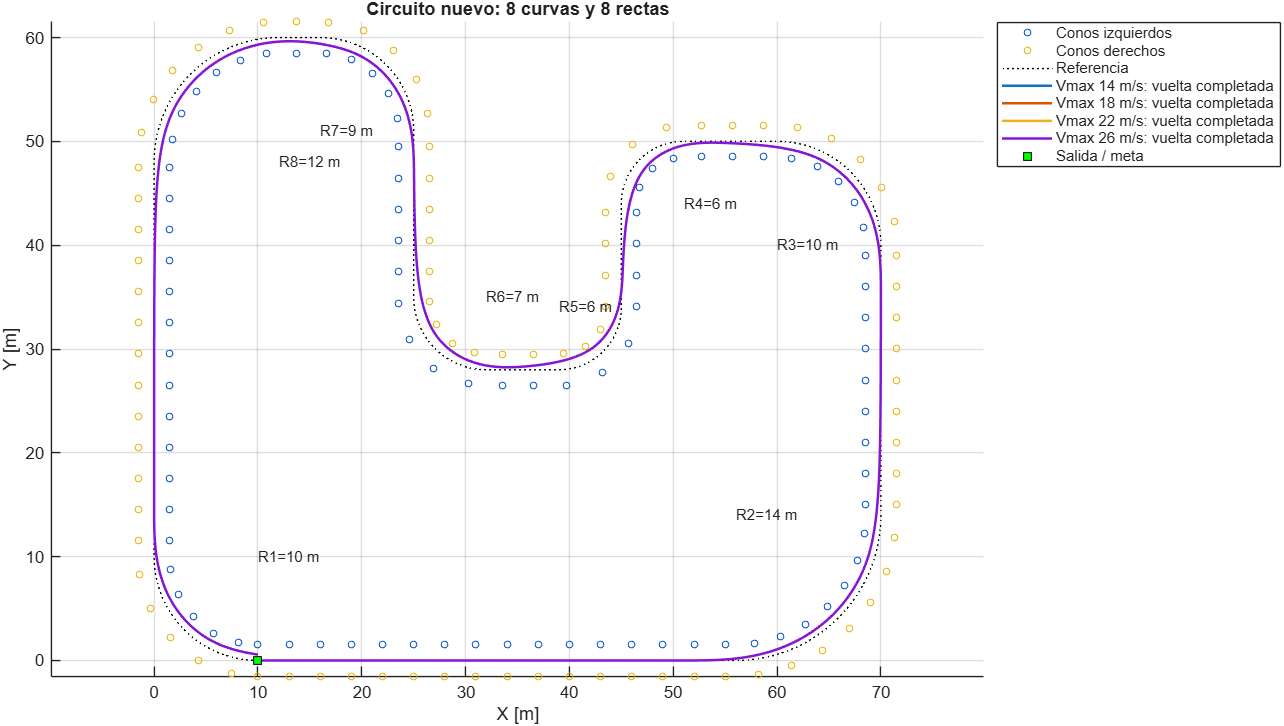 Circuito nuevo: 8 curvas y 8 rectas
Conos izquierdos
Conos derechos
Referencia
Vmax 14 m/s: vuelta completada
Vmax 18 m/s: vuelta completada
Vmax 22 m/s: vuelta completada
Vmax 26 m/s: vuelta completada
Salida / meta
60
50
40
30
20
10
0
Y [m]
R7=9 m
R8=12 m
R4=6 m
R3=10 m
R6=7 m
R5=6 m
R2=14 m
R1=10 m
0 10 20 30 40 50 60 70
X [m]